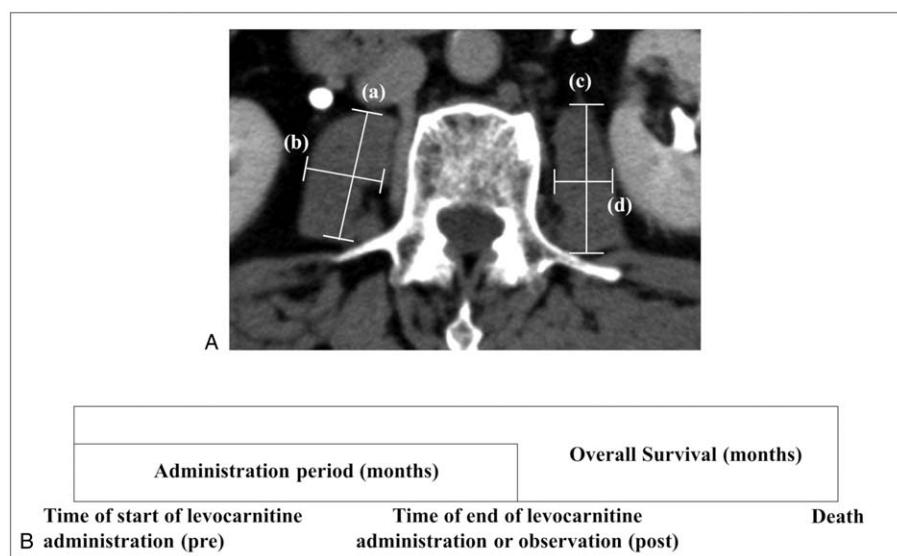 (a)
(c)
(b)
(d)
A
Overall Survival (months)
Administration period (months)
Time of start of levocarnitine
administration (pre)
Time of end of levocarnitine
administration or observation (post)
Death
B